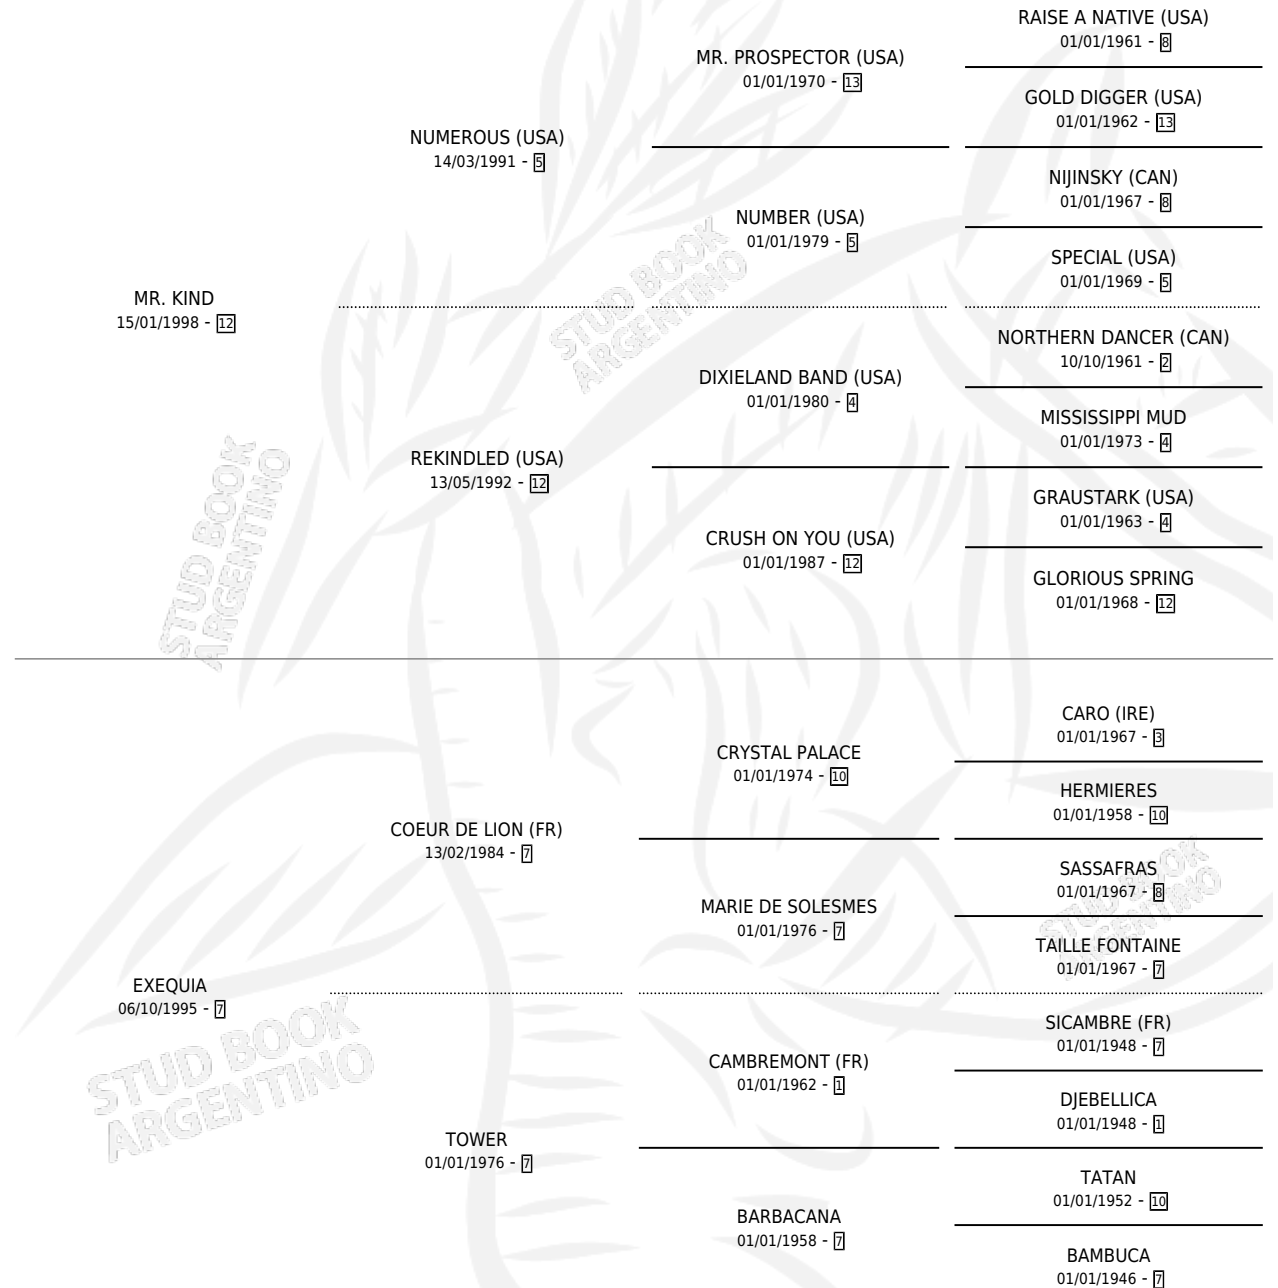 RAISE A NATIVE (USA)
01/01/1961 - 8
MR. PROSPECTOR (USA)
01/01/1970 - 13
GOLD DIGGER (USA)
01/01/1962 - 13
NUMEROUS (USA)
14/03/1991 - 5
NIJINSKY (CAN)
01/01/1967 - 8
NUMBER (USA)
01/01/1979 - 5
SPECIAL (USA)
01/01/1969 - 5
MR. KIND
15/01/1998 - 12
NORTHERN DANCER (CAN)
10/10/1961 - 2
DIXIELAND BAND (USA)
01/01/1980 - 4
MISSISSIPPI MUD
01/01/1973 - 4
REKINDLED (USA)
13/05/1992 - 12
GRAUSTARK (USA)
01/01/1963 - 4
CRUSH ON YOU (USA)
01/01/1987 - 12
GLORIOUS SPRING
01/01/1968 - 12
CARO (IRE)
01/01/1967 - 3
CRYSTAL PALACE
01/01/1974 - 10
HERMIERES
01/01/1958 - 10
COEUR DE LION (FR)
13/02/1984 - 7
SASSAFRAS
01/01/1967 - 8
MARIE DE SOLESMES
01/01/1976 - 7
TAILLE FONTAINE
01/01/1967 - 7
EXEQUIA
06/10/1995 - 7
SICAMBRE (FR)
01/01/1948 - 7
CAMBREMONT (FR)
01/01/1962 - 1
DJEBELLICA
01/01/1948 - 1
TOWER
01/01/1976 - 7
TATAN
01/01/1952 - 10
BARBACANA
01/01/1958 - 7
BAMBUCA
01/01/1946 - 7
STUD BOOK
ARGENTINO
STUD BOOK
ARGENTINO
STUD BOOK
ARGENTINO
STUD BOOK
ARGENTINO